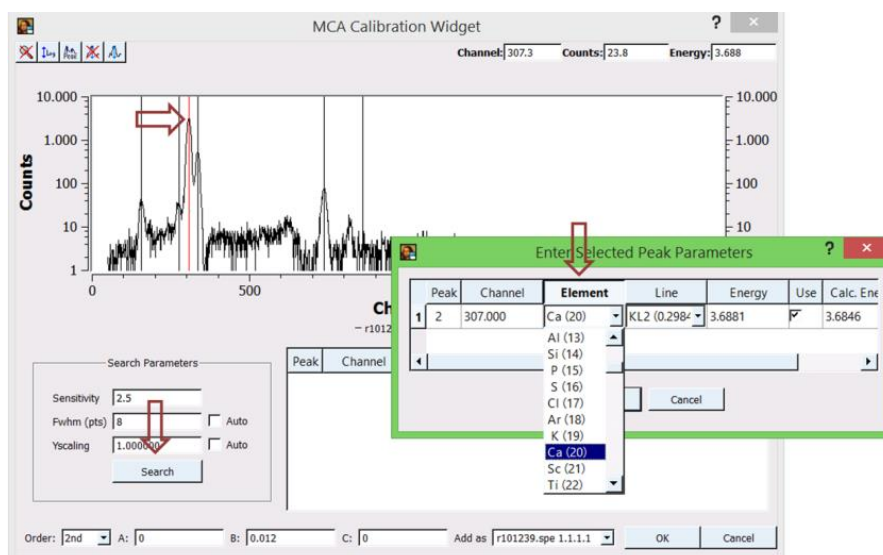 MCA Calibration Widget
?
Channel: 307.3 Counts: 23.8 Energy: 3.688
10.000
1.000
100
10
1
Counts
10.000
1.000
100
10
0
500
Ch
r1012
Enter Selected Peak Parameters
?
Peak Channel Element Line Energy Use Calc. Ene
1 2 307.000 Ca (20) KL2 (0.298 3.6881 3.6846
Al (13)
Si (14)
P (15)
S (16)
Cl (17)
Ar (18)
K (19)
Ca (20)
Sc (21)
Ti (22)
Cancel
Search Parameters
Sensitivity 2.5
Fwhm (pts) 8 Auto
Yscaling 1.000000 Auto
Search
Peak Channel
Order: 2nd A: 0 B: 0.012 C: 0 Add as r101239.spe 1.1.1.1 OK Cancel